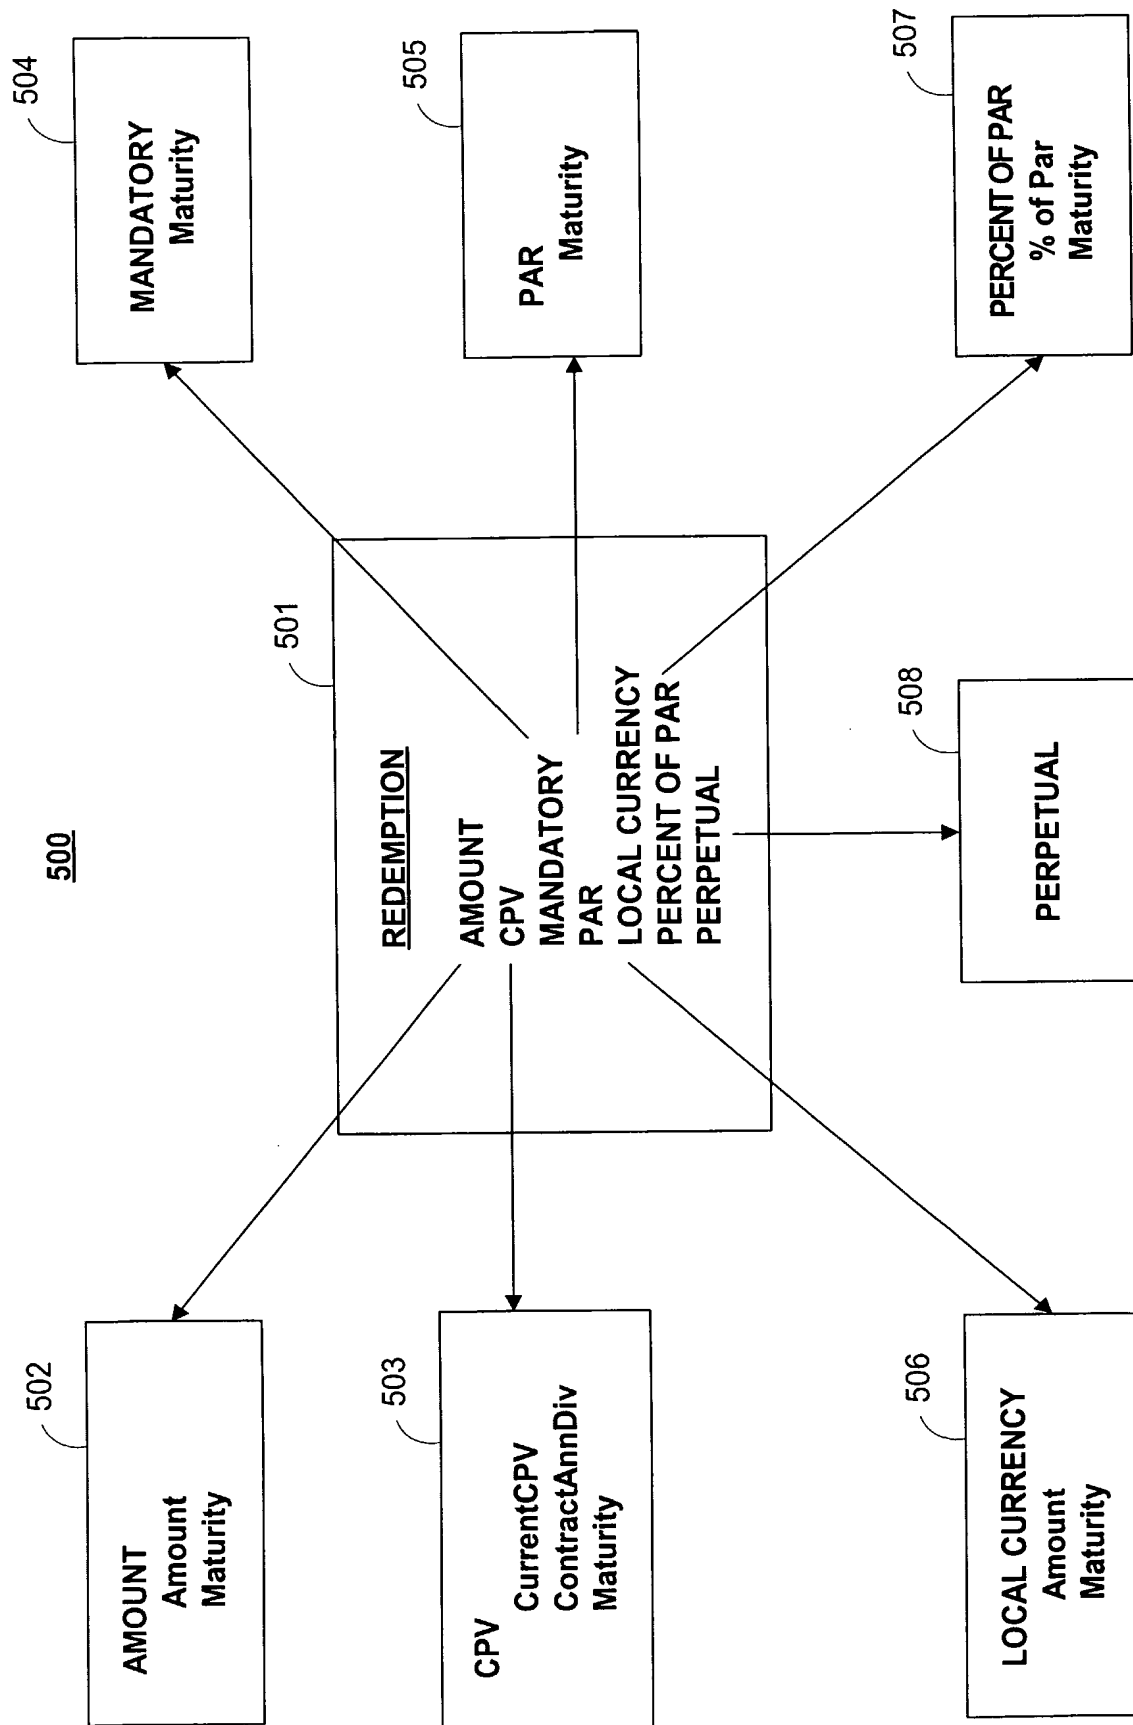 500
501
REDEMPTION
AMOUNT
CPV
MANDATORY
PAR
LOCAL CURRENCY
PERCENT OF PAR
PERPETUAL
502
AMOUNT
Amount
Maturity
503
CPV
CurrentCPV
ContractAnnDiv
Maturity
504
MANDATORY
Maturity
505
PAR
Maturity
506
LOCAL CURRENCY
Amount
Maturity
507
PERCENT OF PAR
% of Par
Maturity
508
PERPETUAL